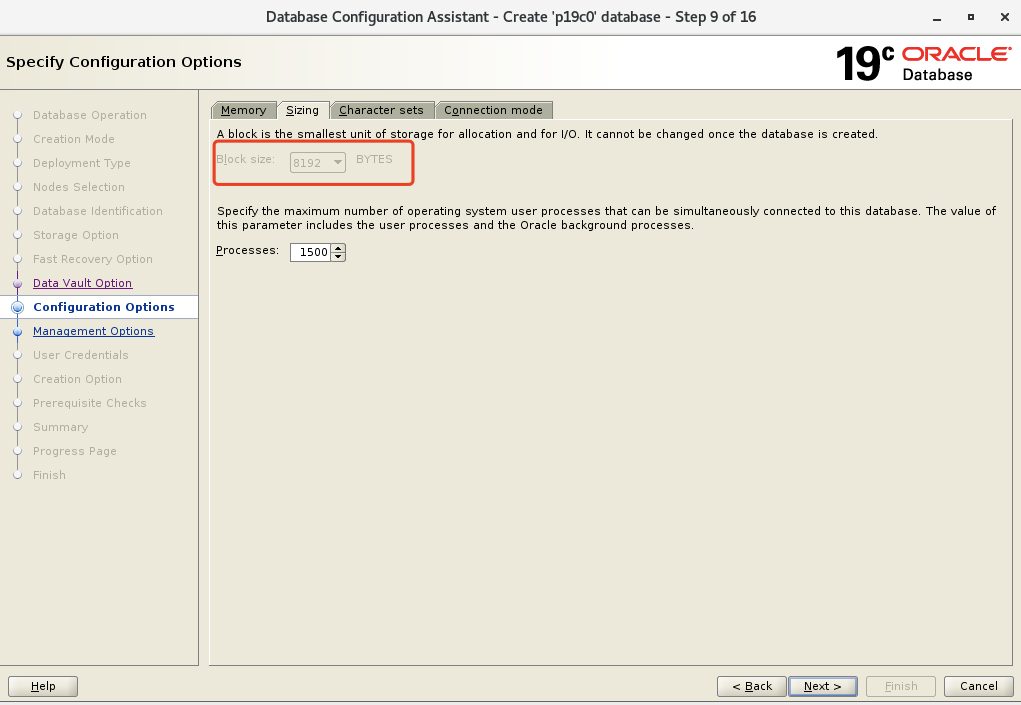 Database Configuration Assistant - Create 'p19c0' database - Step 9 of 16
Specify Configuration Options
19c ORACLE
Database
Database Operation
Creation Mode
Deployment Type
Nodes Selection
Database Identification
Storage Option
Fast Recovery Option
Data Vault Option
Configuration Options
Management Options
User Credentials
Creation Option
Prerequisite Checks
Summary
Progress Page
Finish
Memory Sizing Character sets Connection mode
A block is the smallest unit of storage for allocation and for I/O. It cannot be changed once the database is created.
Block size: 8192 BYTES
Specify the maximum number of operating system user processes that can be simultaneously connected to this database. The value of
this parameter includes the user processes and the Oracle background processes.
Processes: 1500
Help < Back Next > Finish Cancel